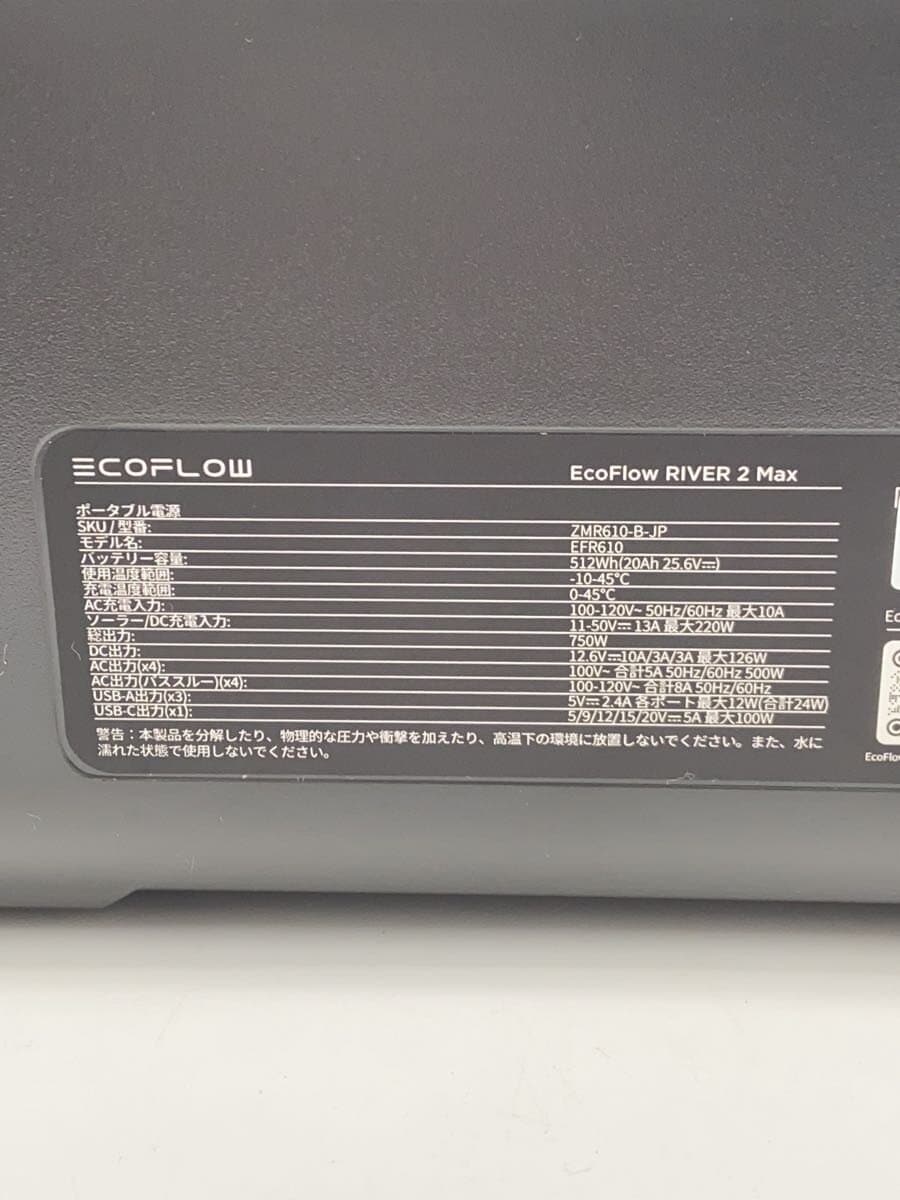 ECOFLOW
EcoFlow RIVER 2 Max
ポータブル電源
SKU / 型番: ZMR610-B-JP
モデル名: EFR610
バッテリー容量: 512Wh(20Ah 25.6V⎓)
使用温度範囲: -10-45°C
充電温度範囲: 0-45°C
AC充電入力: 100-120V~ 50Hz/60Hz 最大10A
ソーラー/DC充電入力: 11-50V⎓ 13A 最大220W
総出力: 750W
DC出力: 12.6V⎓10A/3A/3A 最大126W
AC出力(x4): 100V~ 合計5A 50Hz/60Hz 500W
AC出力(パススルー)(x4): 100-120V~ 合計8A 50Hz/60Hz
USB-A出力(x3): 5V⎓2.4A 各ポート最大12W(合計24W)
USB-C出力(x1): 5/9/12/15/20V⎓5A 最大100W
警告：本製品を分解したり、物理的な圧力や衝撃を加えたり、高温下の環境に放置しないでください。また、水に
濡れた状態で使用しないでください。